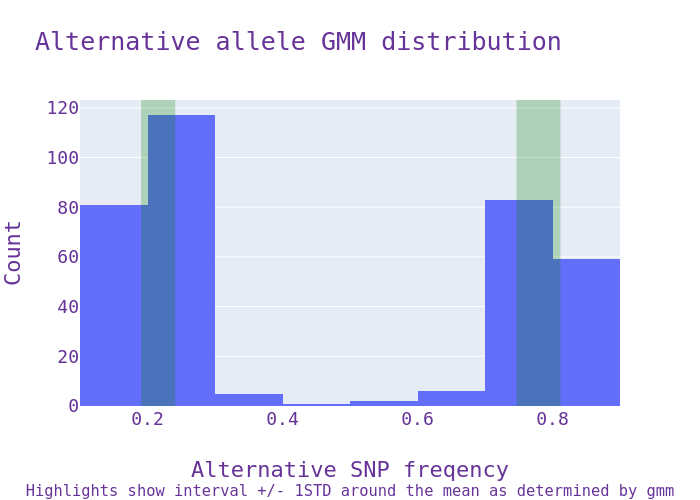 Alternative allele GMM distribution
120
100
80
60
40
20
0
Count
0.2
0.4
0.6
0.8
Alternative SNP freqency
Highlights show interval +/- 1STD around the mean as determined by gmm